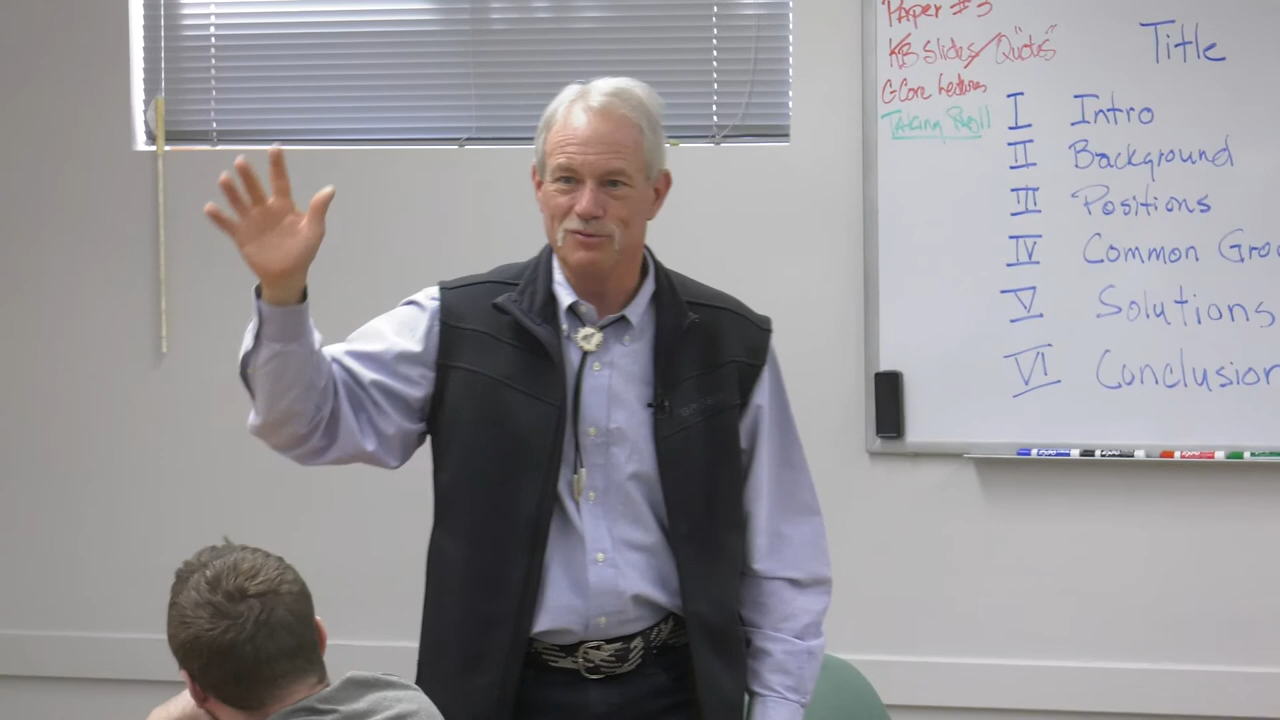 Paper #3
KB Slides/"Quotes"
G-Core Lectures
Taking Roll
Title
I Intro
II Background
III Positions
IV Common Gro
V Solutions
VI Conclusion